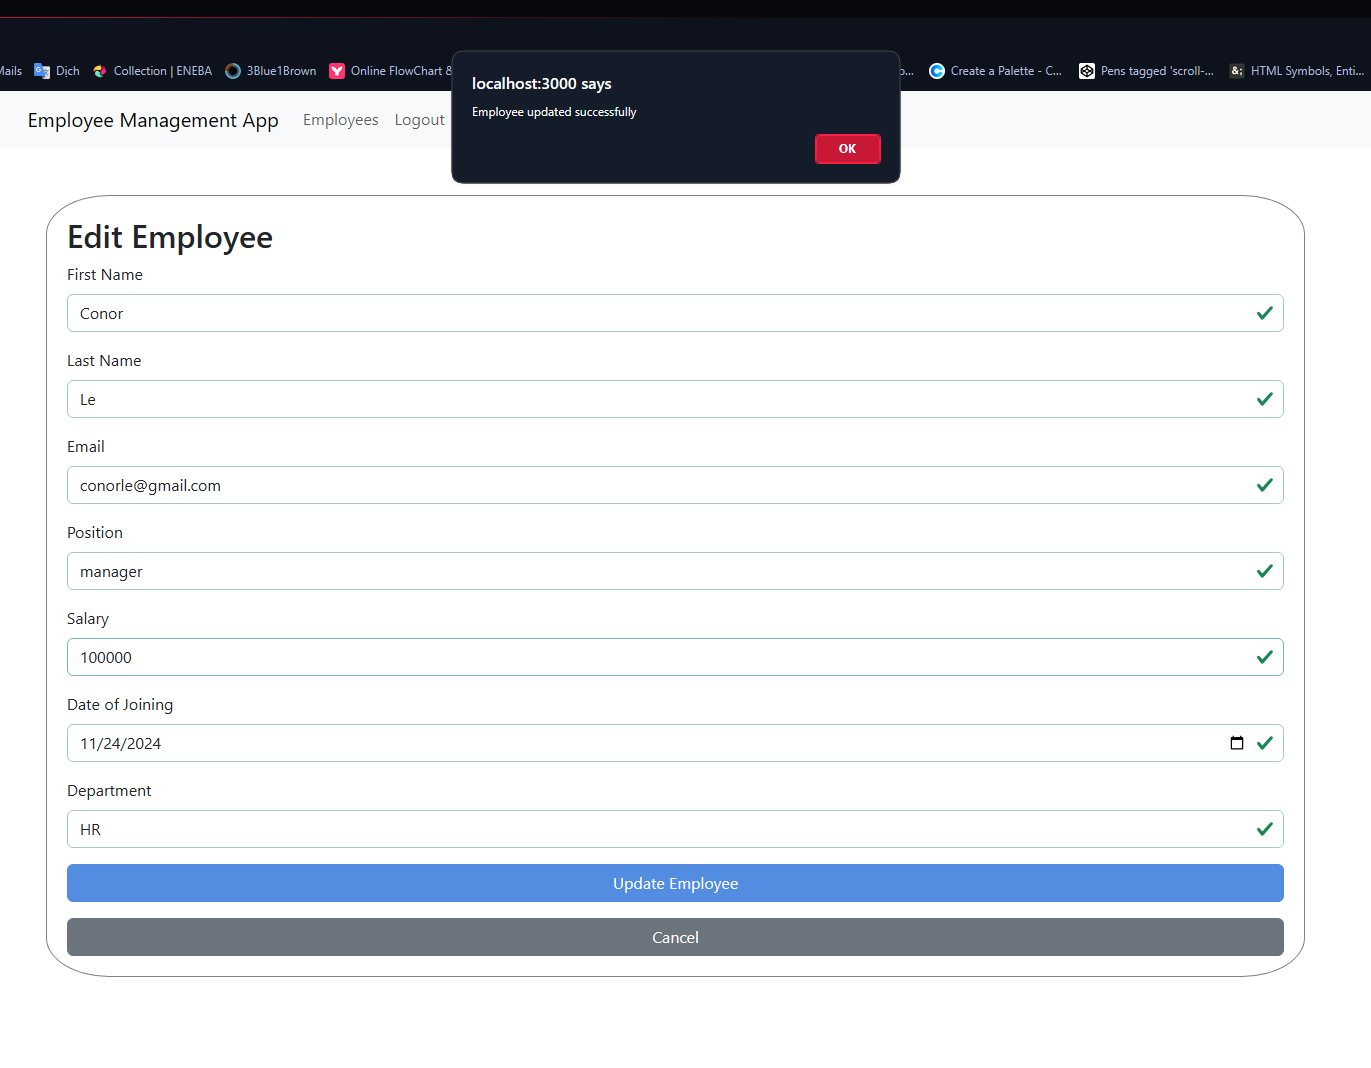 Mails Dịch Collection | ENEBA 3Blue1Brown Online FlowChart & Create a Palette - C... Pens tagged 'scroll-... HTML Symbols, Enti...
localhost:3000 says
Employee updated successfully
OK
Employee Management App Employees Logout
Edit Employee
First Name
Conor
Last Name
Le
Email
conorle@gmail.com
Position
manager
Salary
100000
Date of Joining
11/24/2024
Department
HR
Update Employee
Cancel